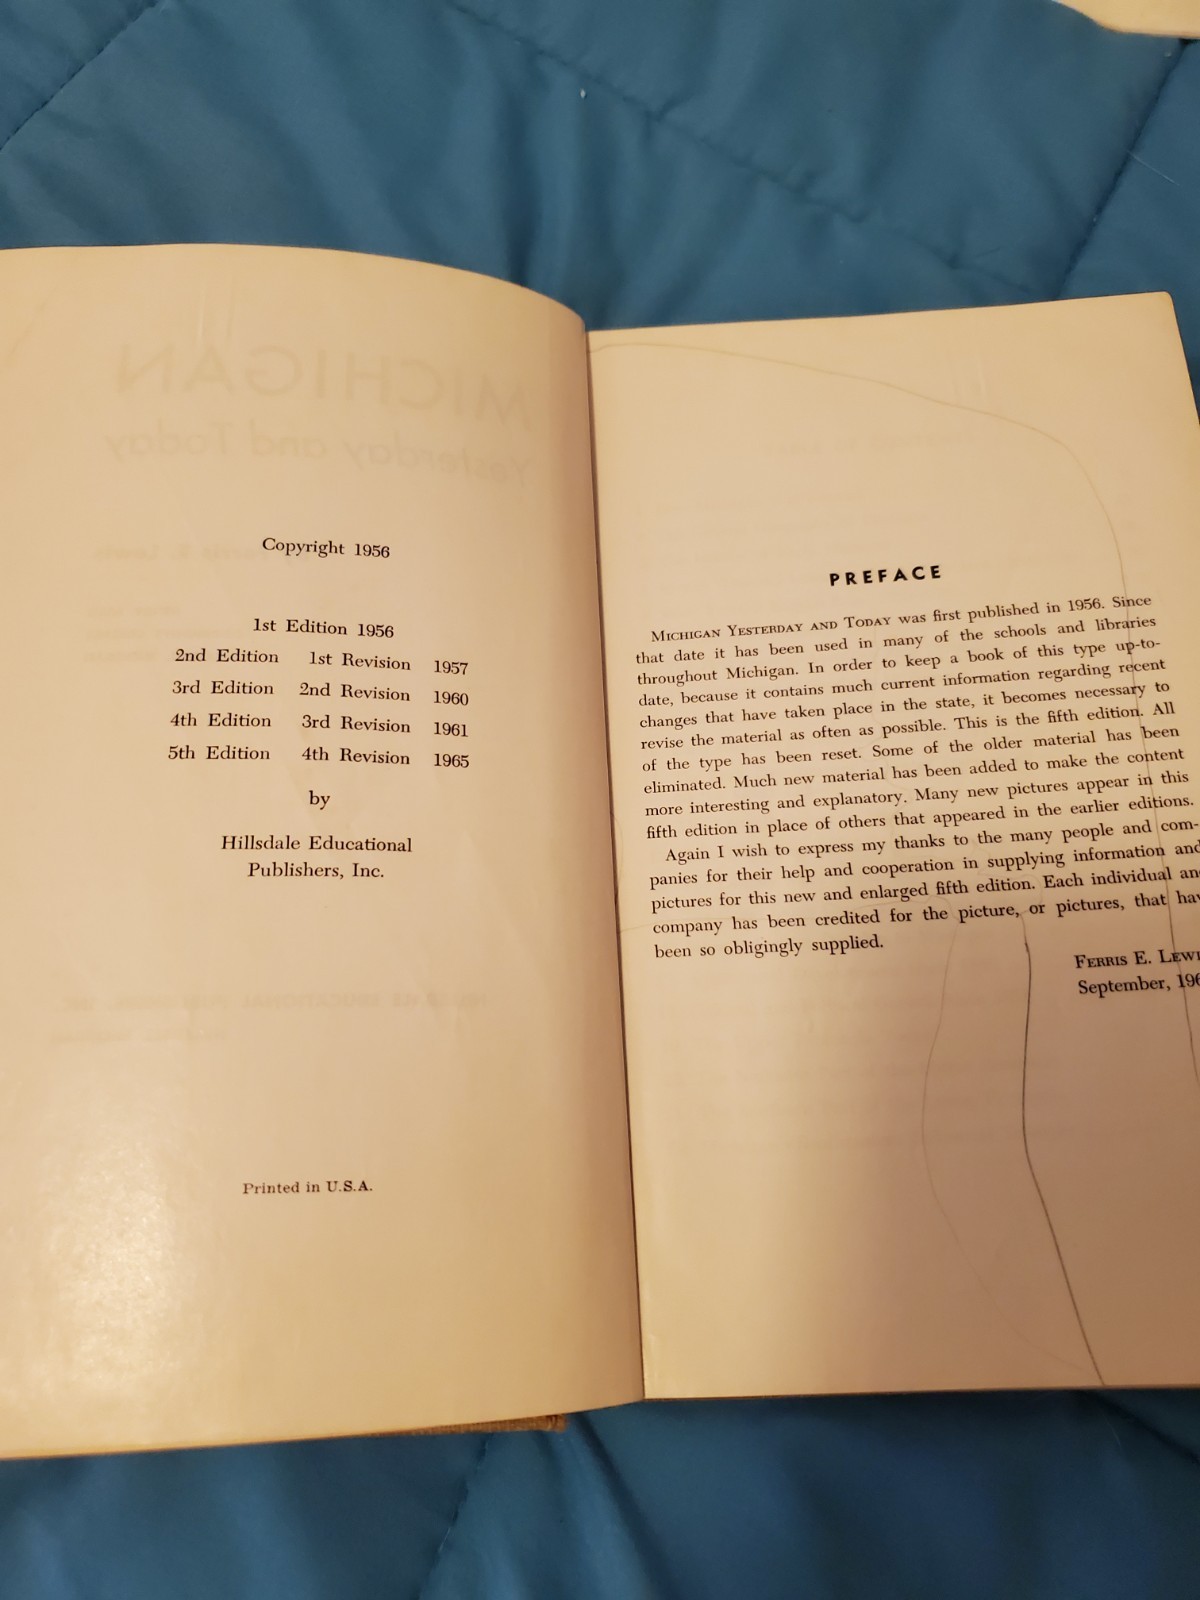 MICHIGAN
Yesterday and Today
Copyright 1956
1st Edition 1956
2nd Edition 1st Revision 1957
3rd Edition 2nd Revision 1960
4th Edition 3rd Revision 1961
5th Edition 4th Revision 1965
by
Hillsdale Educational
Publishers, Inc.
Printed in U.S.A.
PREFACE
MICHIGAN YESTERDAY AND TODAY was first published in 1956. Since
that date it has been used in many of the schools and libraries
throughout Michigan. In order to keep a book of this type up-to-
date, because it contains much current information regarding recent
changes that have taken place in the state, it becomes necessary to
revise the material as often as possible. This is the fifth edition. All
of the type has been reset. Some of the older material has been
eliminated. Much new material has been added to make the content
more interesting and explanatory. Many new pictures appear in this
fifth edition in place of others that appeared in the earlier editions.
Again I wish to express my thanks to the many people and com-
panies for their help and cooperation in supplying information and
pictures for this new and enlarged fifth edition. Each individual an
company has been credited for the picture, or pictures, that hav
been so obligingly supplied.
FERRIS E. LEWI
September, 196